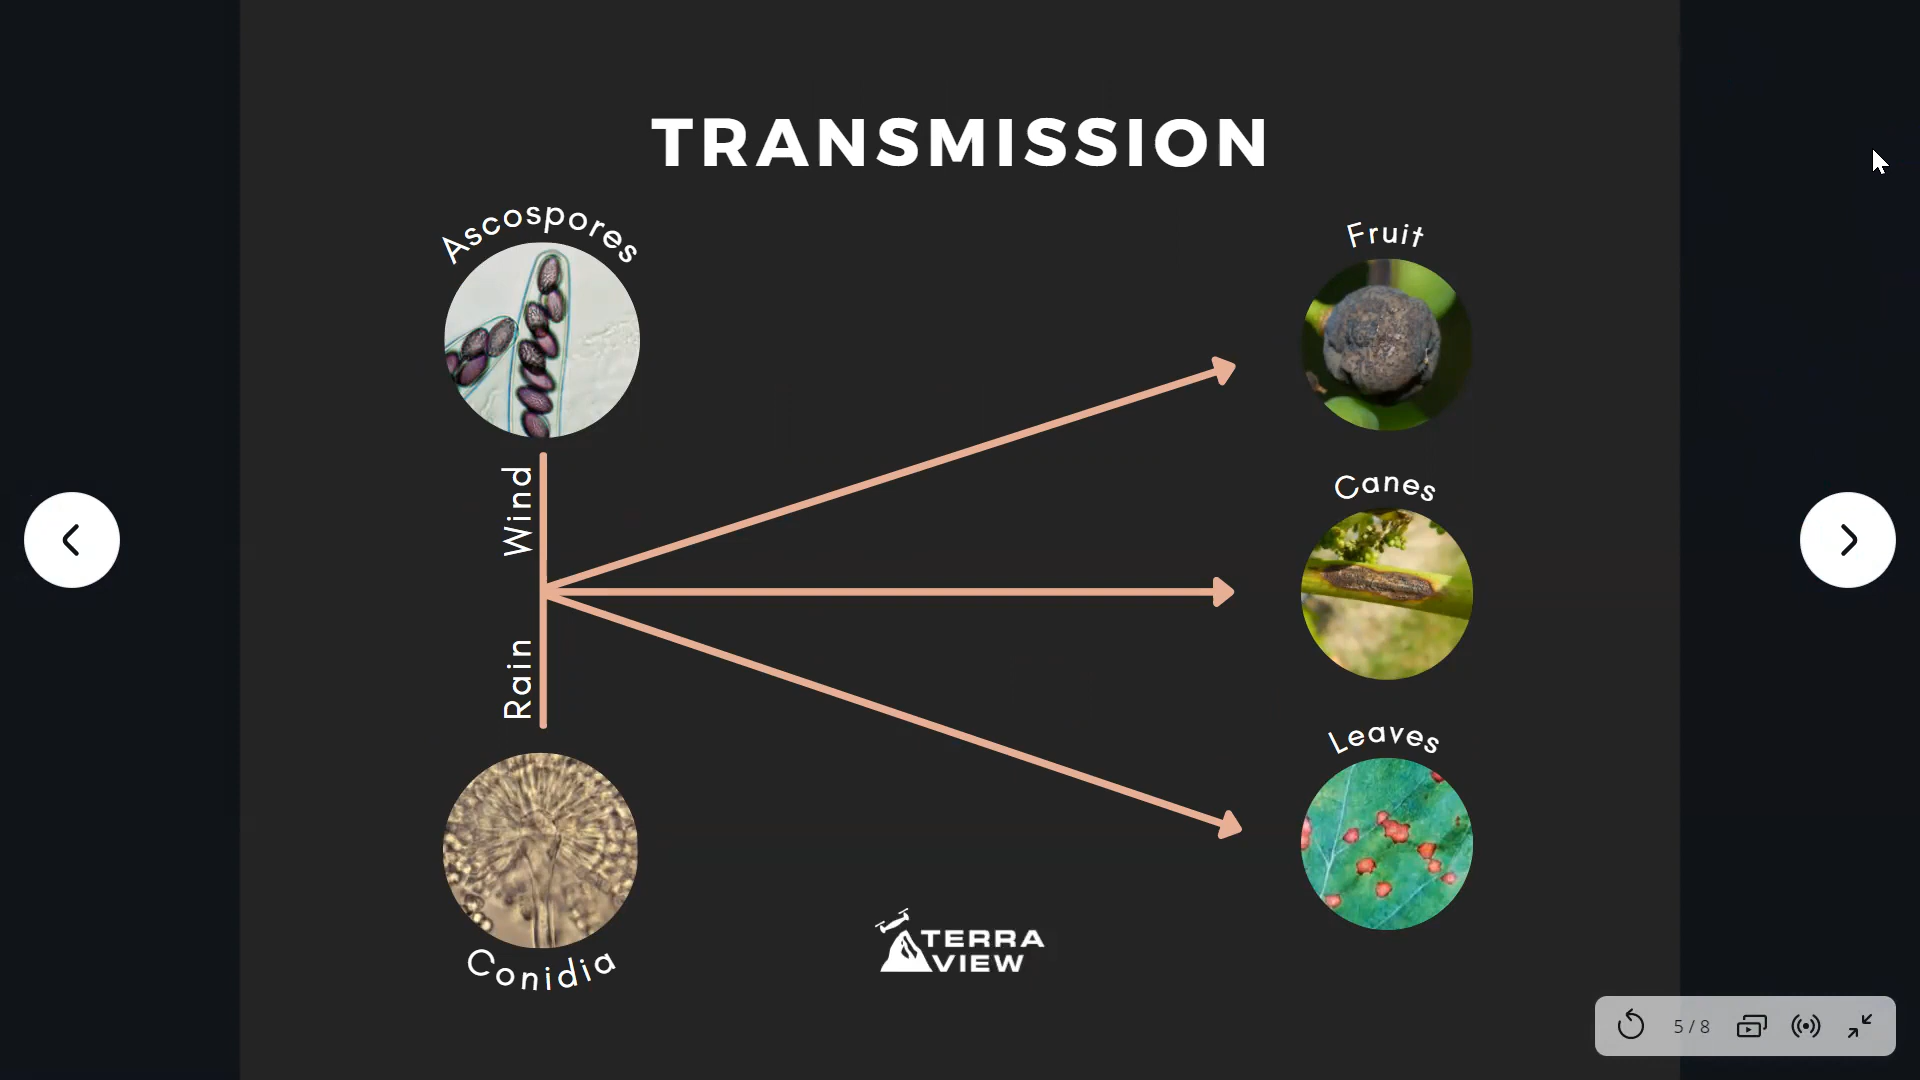 TRANSMISSION
Ascospores
Fruit
Wind
Canes
Rain
Leaves
TERRA
VIEW
Conidia
5 / 8